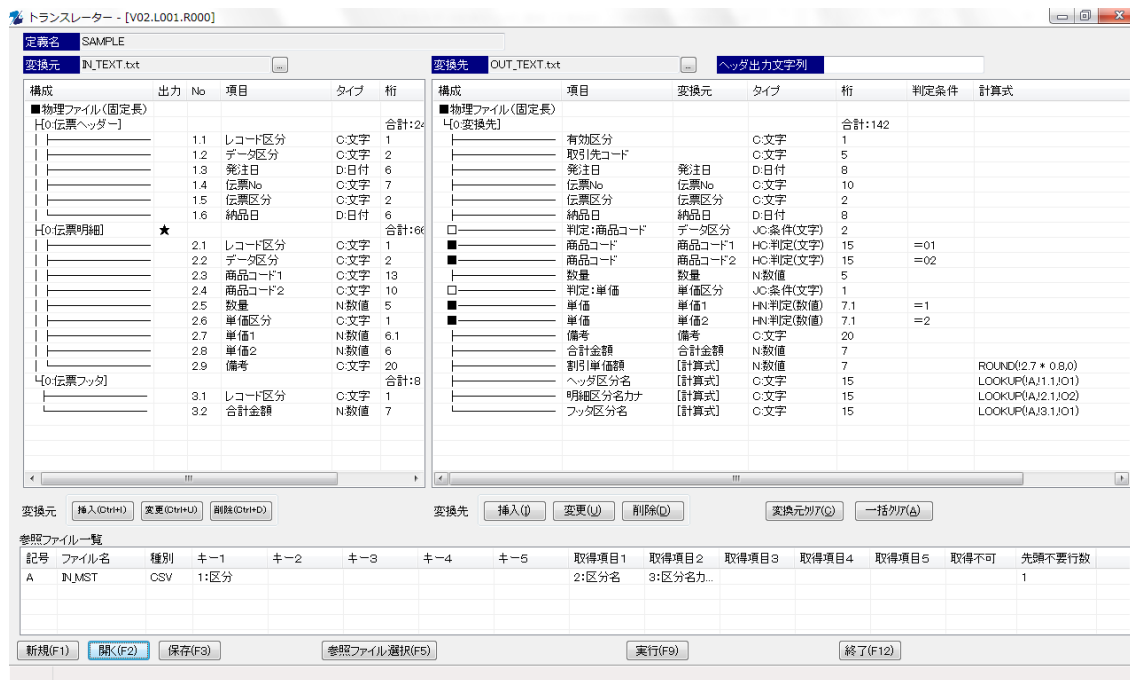 トランスレーター - [V02.L001.R000]
定義名 SAMPLE
変換元 IN_TEXT.txt ... 変換先 OUT_TEXT.txt ... ヘッダ出力文字列
構成 出力 No 項目 タイプ 桁
■物理ファイル(固定長)
[0:伝票ヘッダー] 合計:24
1.1 レコード区分 C:文字 1
1.2 データ区分 C:文字 2
1.3 発注日 D:日付 6
1.4 伝票No C:文字 7
1.5 伝票区分 C:文字 2
1.6 納品日 D:日付 6
[0:伝票明細] ★ 合計:66
2.1 レコード区分 C:文字 1
2.2 データ区分 C:文字 2
2.3 商品コード1 C:文字 13
2.4 商品コード2 C:文字 10
2.5 数量 N:数値 5
2.6 単価区分 C:文字 1
2.7 単価1 N:数値 6.1
2.8 単価2 N:数値 6
2.9 備考 C:文字 20
[0:伝票フッタ] 合計:8
3.1 レコード区分 C:文字 1
3.2 合計金額 N:数値 7
構成 項目 変換元 タイプ 桁 判定条件 計算式
■物理ファイル(固定長)
[0:変換先] 合計:142
有効区分 C:文字 1
取引先コード C:文字 5
発注日 発注日 D:日付 8
伝票No 伝票No C:文字 10
伝票区分 伝票区分 C:文字 2
納品日 納品日 D:日付 8
□ 判定:商品コード データ区分 JC:条件(文字) 2
■ 商品コード 商品コード1 HC:判定(文字) 15 =01
■ 商品コード 商品コード2 HC:判定(文字) 15 =02
数量 数量 N:数値 5
□ 判定:単価 単価区分 JC:条件(文字) 1
■ 単価 単価1 HN:判定(数値) 7.1 =1
■ 単価 単価2 HN:判定(数値) 7.1 =2
備考 備考 C:文字 20
合計金額 合計金額 N:数値 7
割引単価額 [計算式] N:数値 7 ROUND(!2.7 * 0.8,0)
ヘッダ区分名 [計算式] C:文字 15 LOOKUP(!A,!1.1,!O1)
明細区分名カナ [計算式] C:文字 15 LOOKUP(!A,!2.1,!O2)
フッタ区分名 [計算式] C:文字 15 LOOKUP(!A,!3.1,!O1)
変換元 挿入(Ctrl+I) 変更(Ctrl+U) 削除(Ctrl+D) 変換先 挿入(I) 変更(U) 削除(D) 変換元クリア(C) 一括クリア(A)
参照ファイル一覧
記号 ファイル名 種別 キー1 キー2 キー3 キー4 キー5 取得項目1 取得項目2 取得項目3 取得項目4 取得項目5 取得不可 先頭不要行数
A IN_MST CSV 1:区分 2:区分名 3:区分名カ... 1
新規(F1) 開く(F2) 保存(F3) 参照ファイル選択(F5) 実行(F9) 終了(F12)